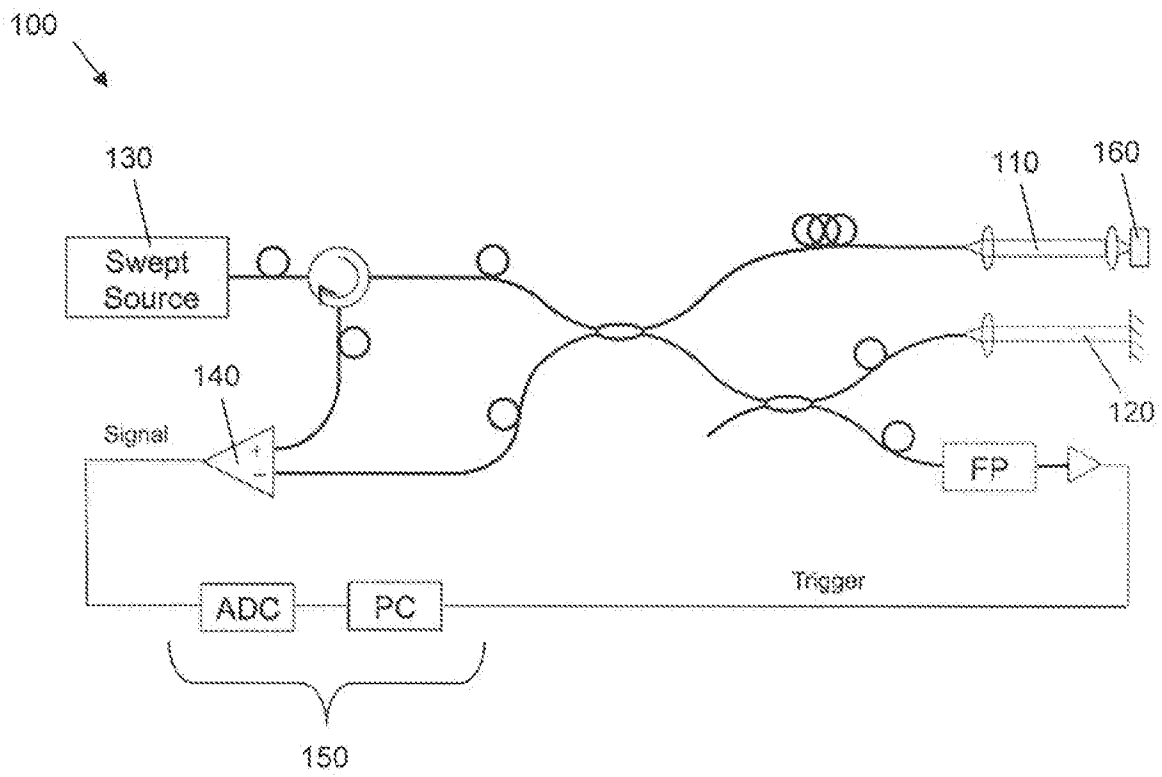 100
130
110
160
Swept
Source
140
120
Signal
+
−
FP
Trigger
ADC
PC
150